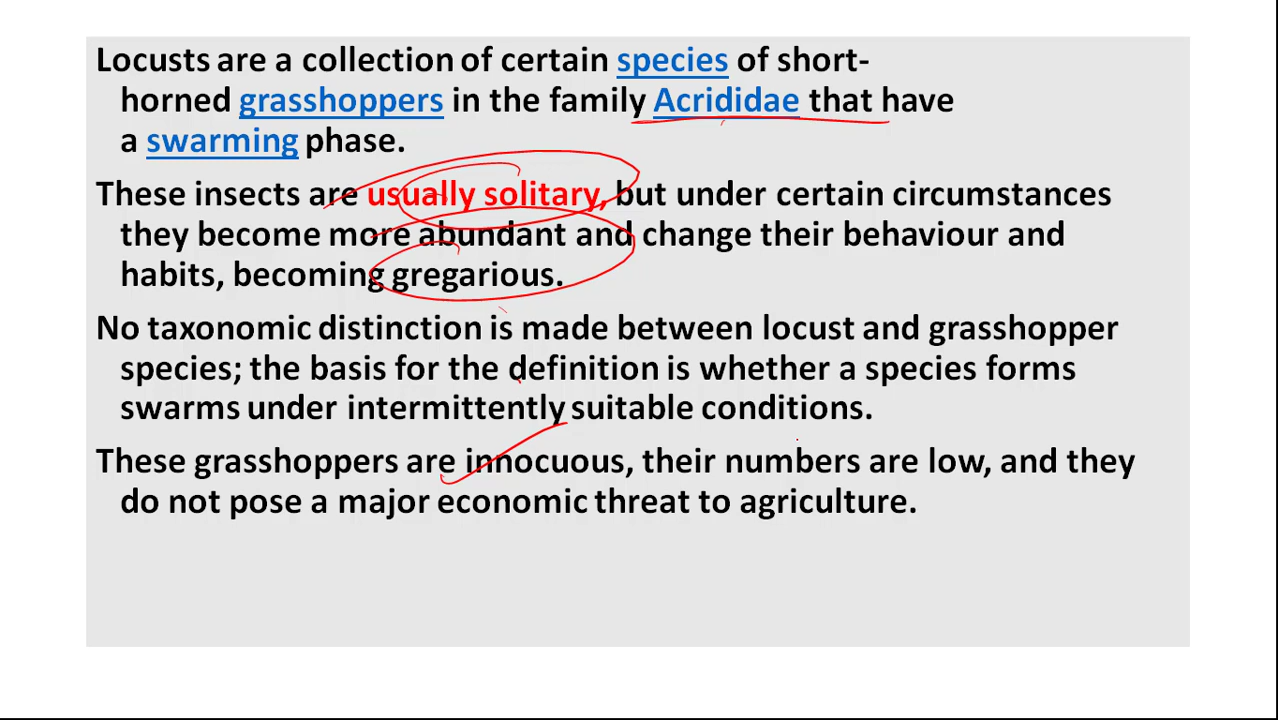 Locusts are a collection of certain species of short-
horned grasshoppers in the family Acrididae that have
a swarming phase.
These insects are usually solitary, but under certain circumstances
they become more abundant and change their behaviour and
habits, becoming gregarious.
No taxonomic distinction is made between locust and grasshopper
species; the basis for the definition is whether a species forms
swarms under intermittently suitable conditions.
These grasshoppers are innocuous, their numbers are low, and they
do not pose a major economic threat to agriculture.